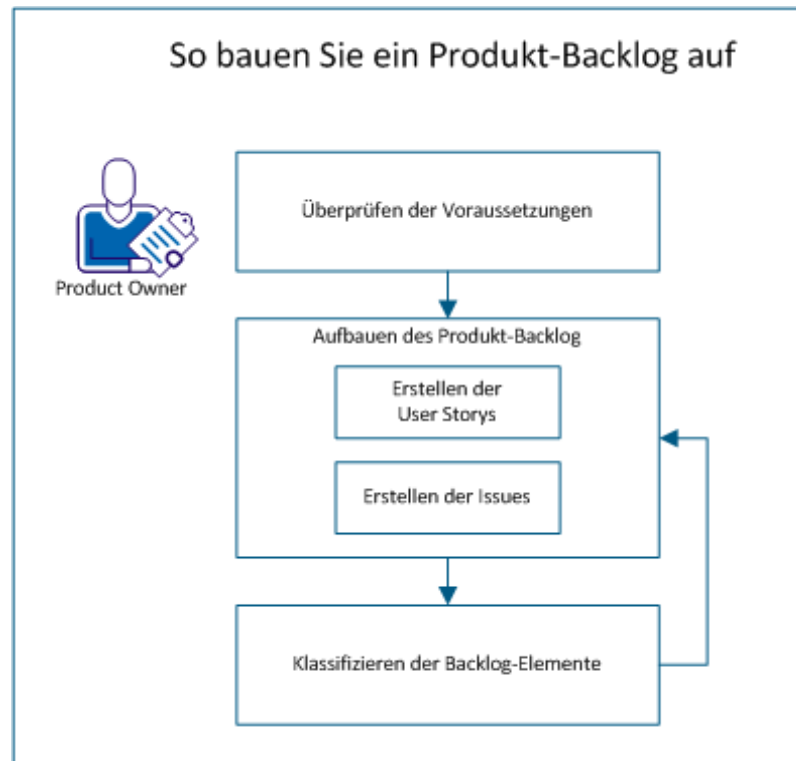 So bauen Sie ein Produkt-Backlog auf
Überprüfen der Voraussetzungen
Product Owner
Aufbauen des Produkt-Backlog
Erstellen der
User Storys
Erstellen der Issues
Klassifizieren der Backlog-Elemente